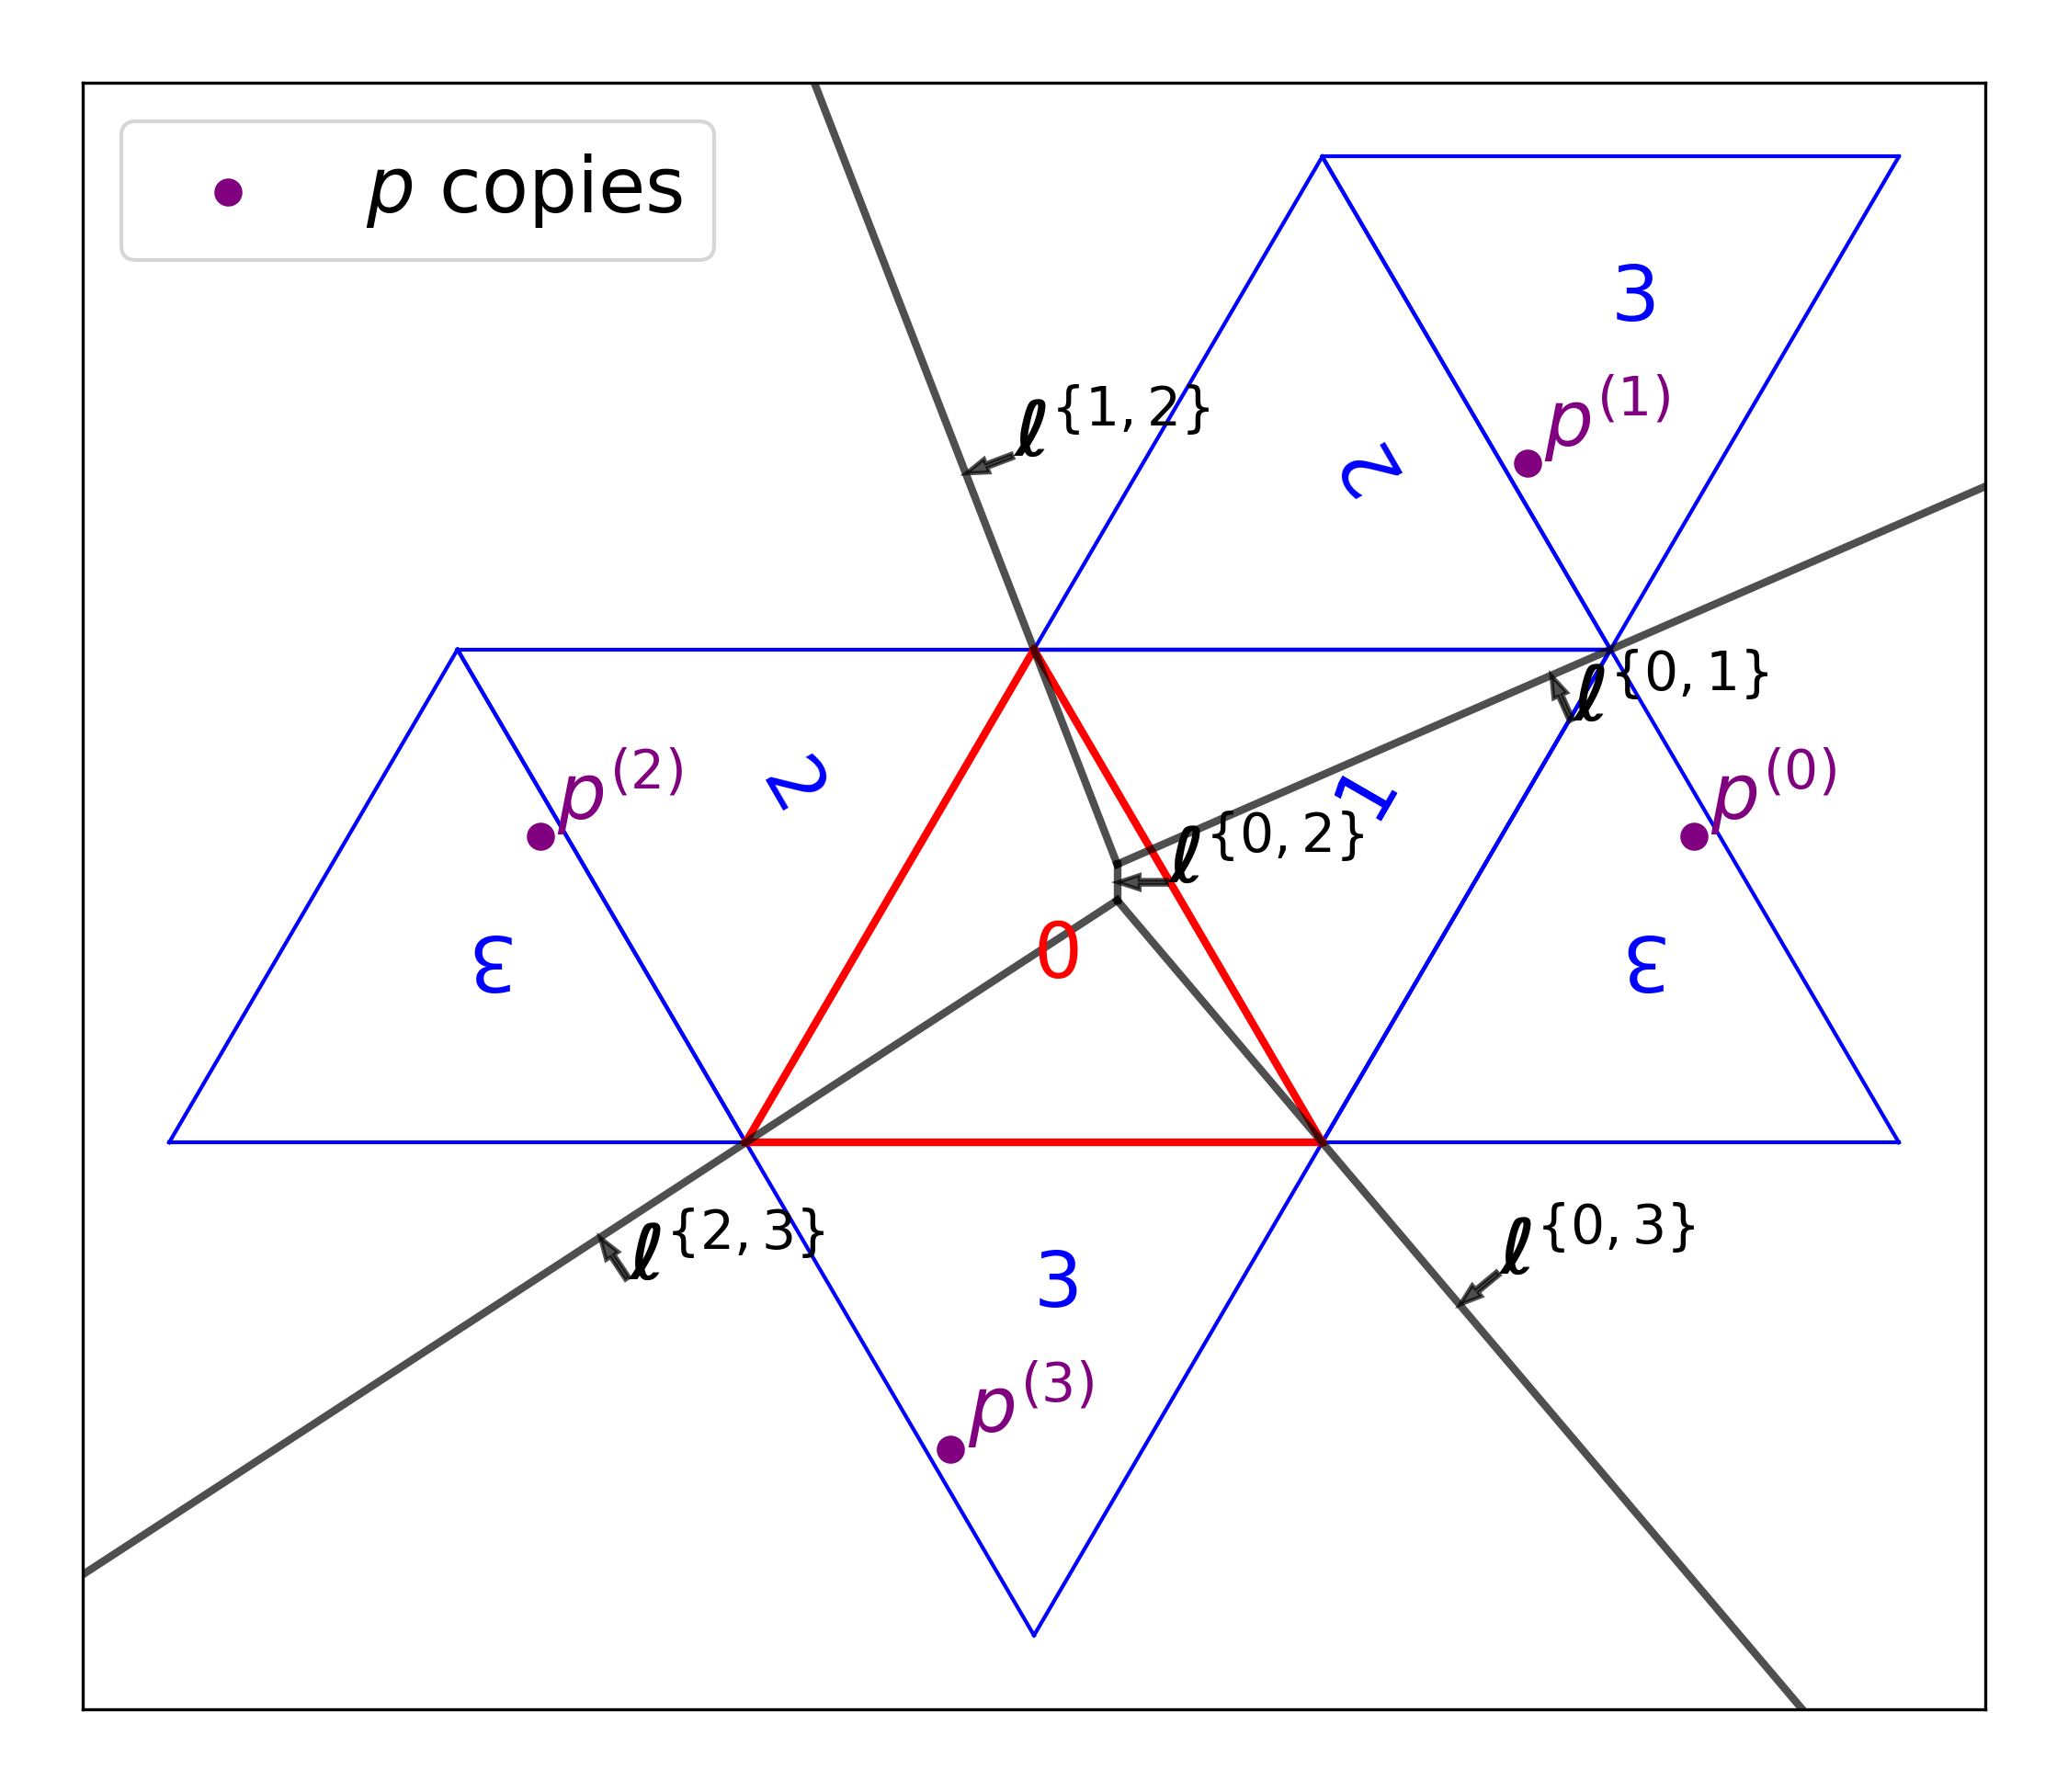 p copies
3
p^(1)
ℓ^{1,2}
2
ℓ^{0,1}
p^(2)
2
1
p^(0)
ℓ^{0,2}
0
3
3
ℓ^{2,3}
3
ℓ^{0,3}
p^(3)